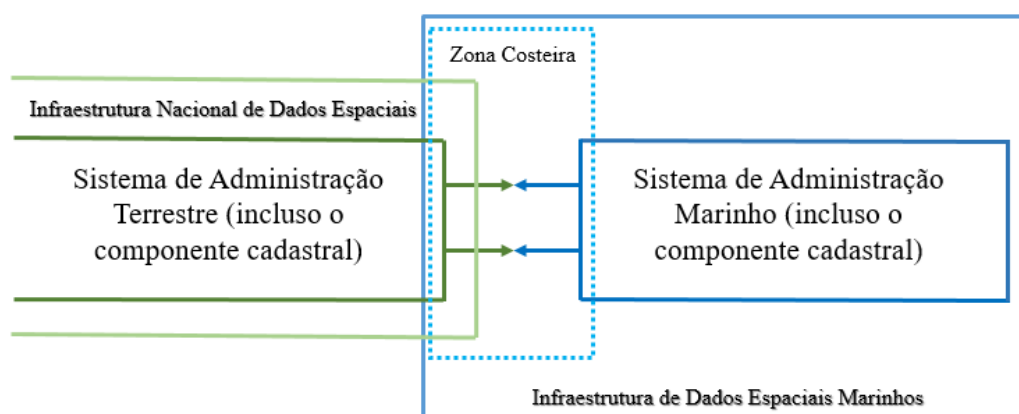 Zona Costeira
Infraestrutura Nacional de Dados Espaciais
Sistema de Administração
Terrestre (incluso o
componente cadastral)
Sistema de Administração
Marinho (incluso o
componente cadastral)
Infraestrutura de Dados Espaciais Marinhos